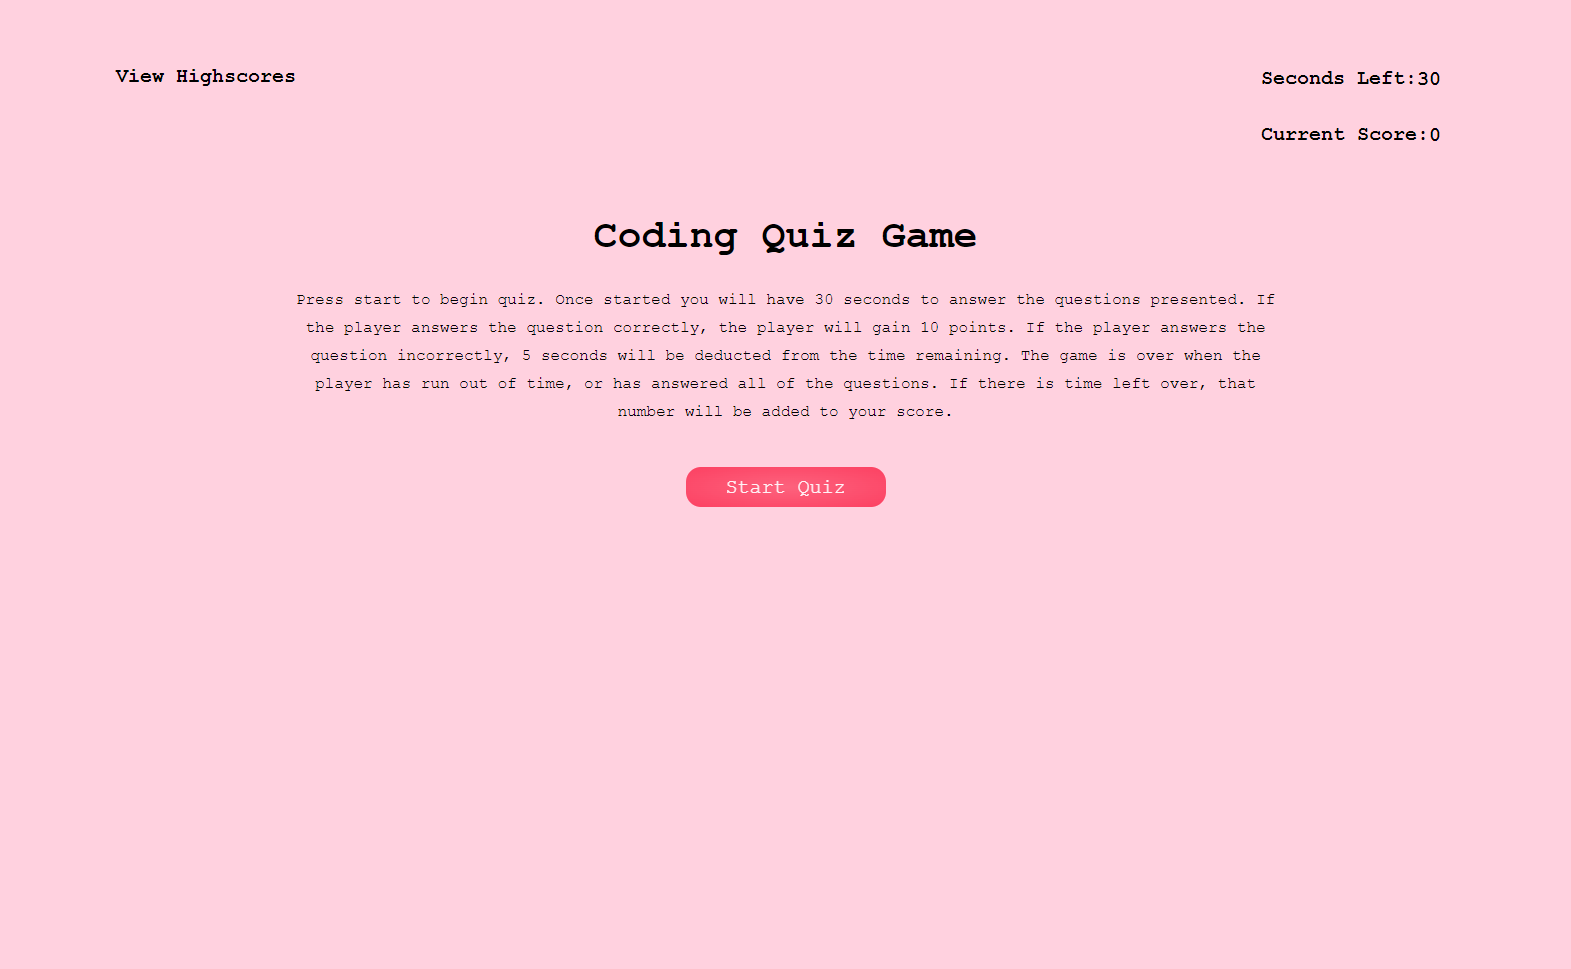 View Highscores
Seconds Left:30
Current Score:0
Coding Quiz Game
Press start to begin quiz. Once started you will have 30 seconds to answer the questions presented. If
the player answers the question correctly, the player will gain 10 points. If the player answers the
question incorrectly, 5 seconds will be deducted from the time remaining. The game is over when the
player has run out of time, or has answered all of the questions. If there is time left over, that
number will be added to your score.
Start Quiz